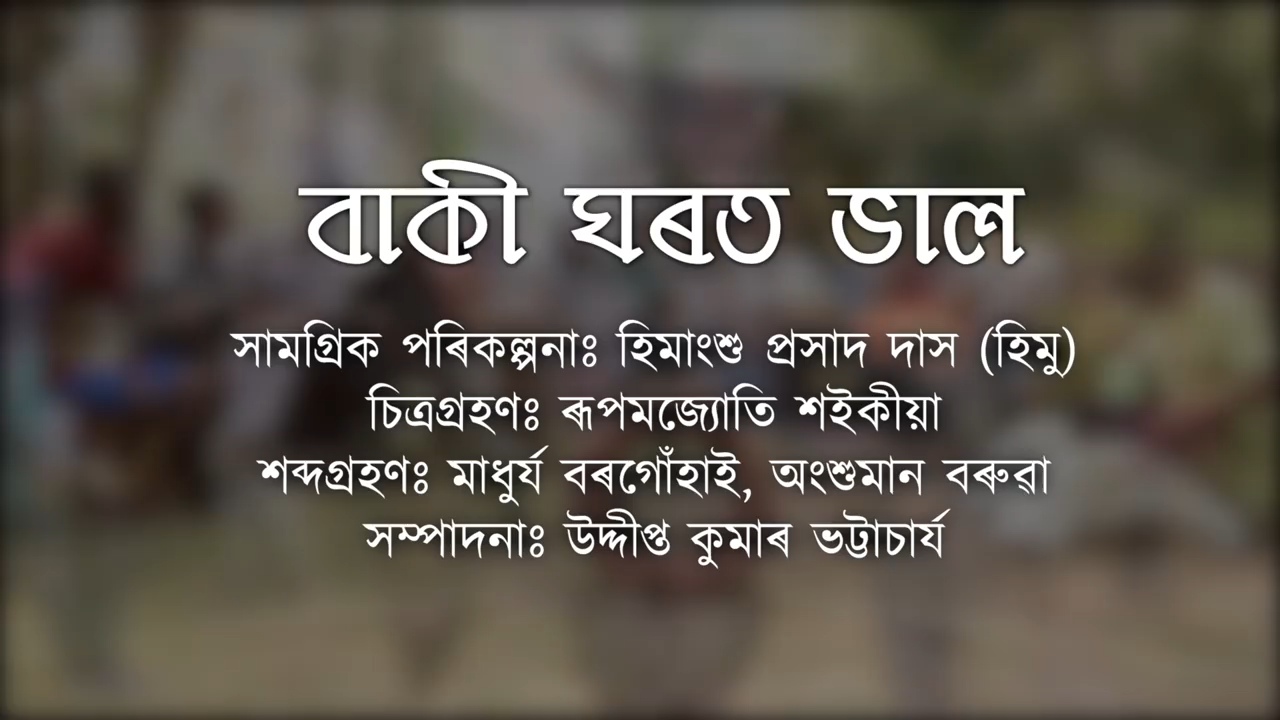 বাকী ঘৰত ভাল
সামগ্ৰিক পৰিকল্পনাঃ হিমাংশু প্ৰসাদ দাস (হিমু)
চিত্ৰগ্ৰহণঃ ৰূপমজ্যোতি শইকীয়া
শব্দগ্ৰহণঃ মাধুৰ্য বৰগোঁহাই, অংশুমান বৰুৱা
সম্পাদনাঃ উদ্দীপ্ত কুমাৰ ভট্টাচাৰ্য